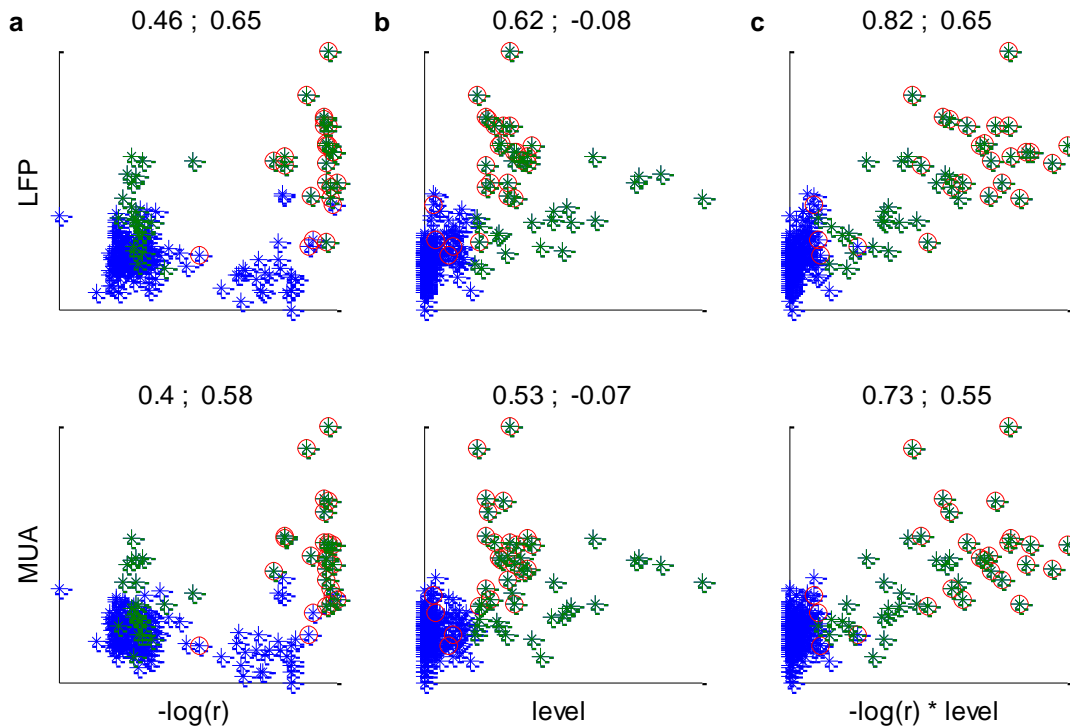 a 0.46 ; 0.65 b 0.62 ; -0.08 c 0.82 ; 0.65
LFP
0.4 ; 0.58 0.53 ; -0.07 0.73 ; 0.55
MUA
-log(r) level -log(r) * level